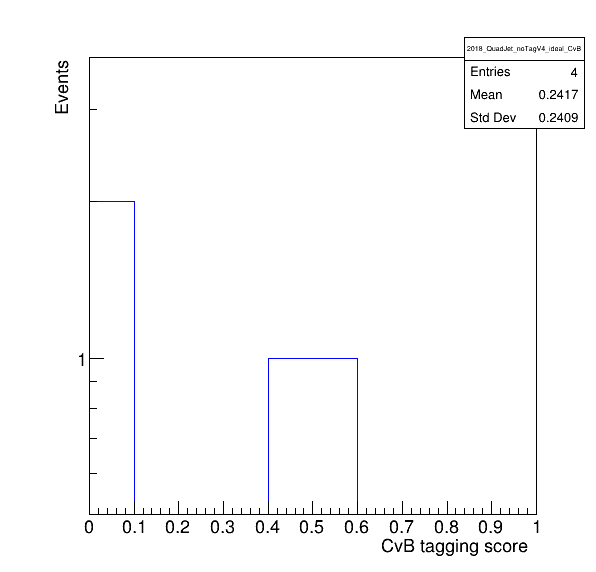 2018_QuadJet_noTagV4_ideal_CvB
Entries 4
Mean 0.2417
Std Dev 0.2409
Events
1
0 0.1 0.2 0.3 0.4 0.5 0.6 0.7 0.8 0.9 1
CvB tagging score